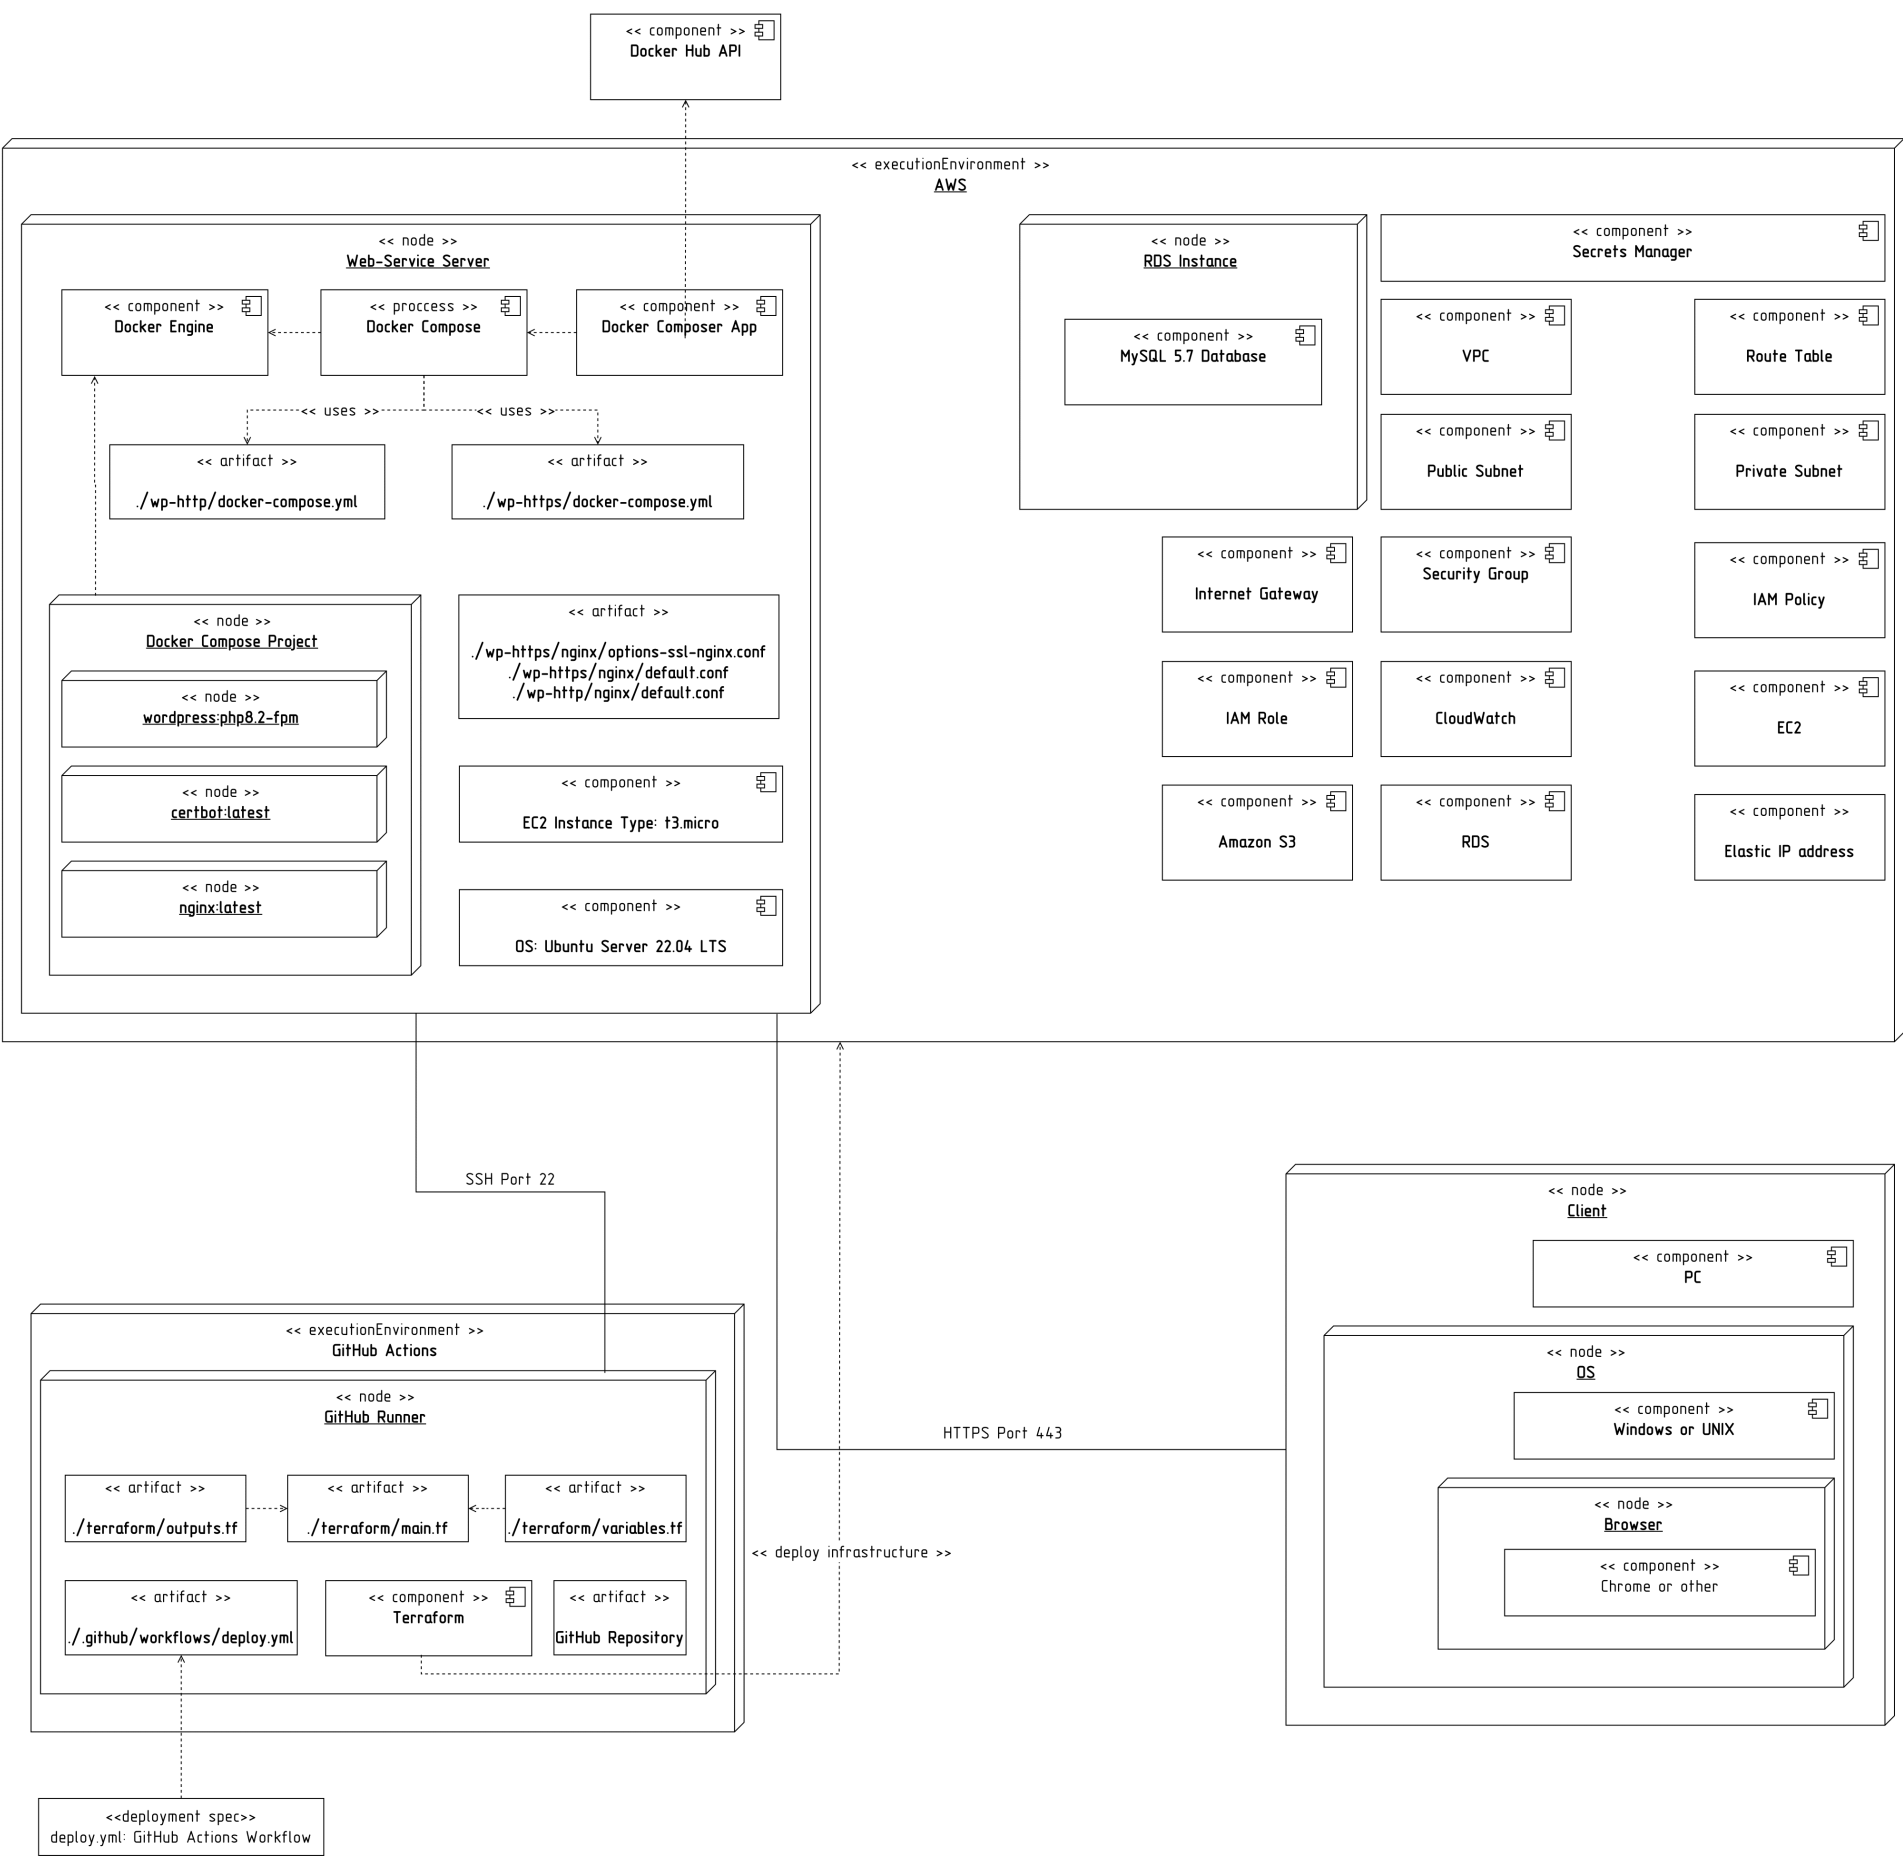 << component >>
Docker Hub API
<< executionEnvironment >>
AWS
<< node >>
Web-Service Server
<< component >>
Docker Engine
<< proccess >>
Docker Compose
<< component >>
Docker Composer App
<< uses >>
<< uses >>
<< artifact >>
./wp-http/docker-compose.yml
<< artifact >>
./wp-https/docker-compose.yml
<< node >>
Docker Compose Project
<< node >>
wordpress:php8.2-fpm
<< node >>
certbot:latest
<< node >>
nginx:latest
<< artifact >>
./wp-https/nginx/options-ssl-nginx.conf
./wp-https/nginx/default.conf
./wp-http/nginx/default.conf
<< component >>
EC2 Instance Type: t3.micro
<< component >>
OS: Ubuntu Server 22.04 LTS
<< node >>
RDS Instance
<< component >>
MySQL 5.7 Database
<< component >>
Secrets Manager
<< component >>
VPC
<< component >>
Route Table
<< component >>
Public Subnet
<< component >>
Private Subnet
<< component >>
Internet Gateway
<< component >>
Security Group
<< component >>
IAM Policy
<< component >>
IAM Role
<< component >>
CloudWatch
<< component >>
EC2
<< component >>
Amazon S3
<< component >>
RDS
<< component >>
Elastic IP address
SSH Port 22
HTTPS Port 443
<< deploy infrastructure >>
<< executionEnvironment >>
GitHub Actions
<< node >>
GitHub Runner
<< artifact >>
./terraform/outputs.tf
<< artifact >>
./terraform/main.tf
<< artifact >>
./terraform/variables.tf
<< artifact >>
./.github/workflows/deploy.yml
<< component >>
Terraform
<< artifact >>
GitHub Repository
<<deployment spec>>
deploy.yml: GitHub Actions Workflow
<< node >>
Client
<< component >>
PC
<< node >>
OS
<< component >>
Windows or UNIX
<< node >>
Browser
<< component >>
Chrome or other